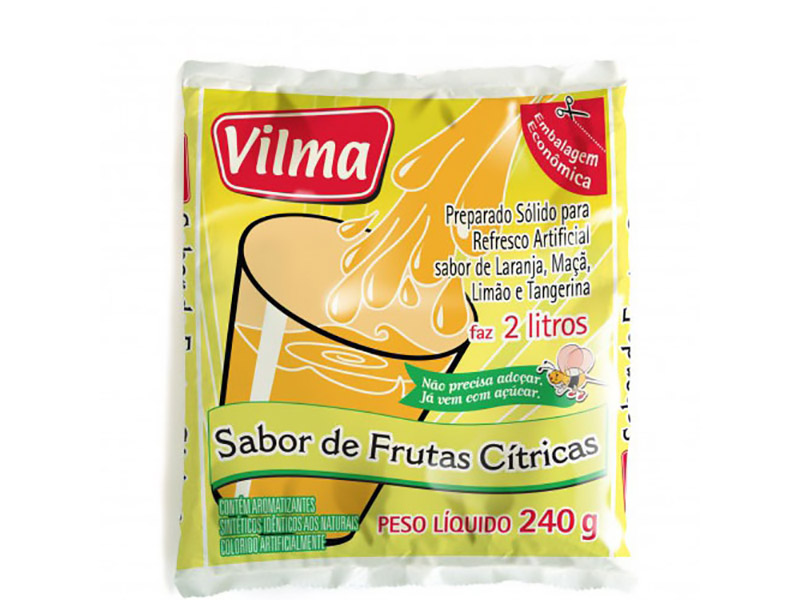 Vilma
Embalagem
Econômica
Preparado Sólido para
Refresco Artificial
sabor de Laranja, Maçã,
Limão e Tangerina
faz 2 litros
Não precisa adoçar.
Já vem com açúcar.
Sabor de Frutas Cítricas
CONTÉM AROMATIZANTES
SINTÉTICOS IDÊNTICOS AOS NATURAIS
COLORIDO ARTIFICIALMENTE
PESO LÍQUIDO 240 g